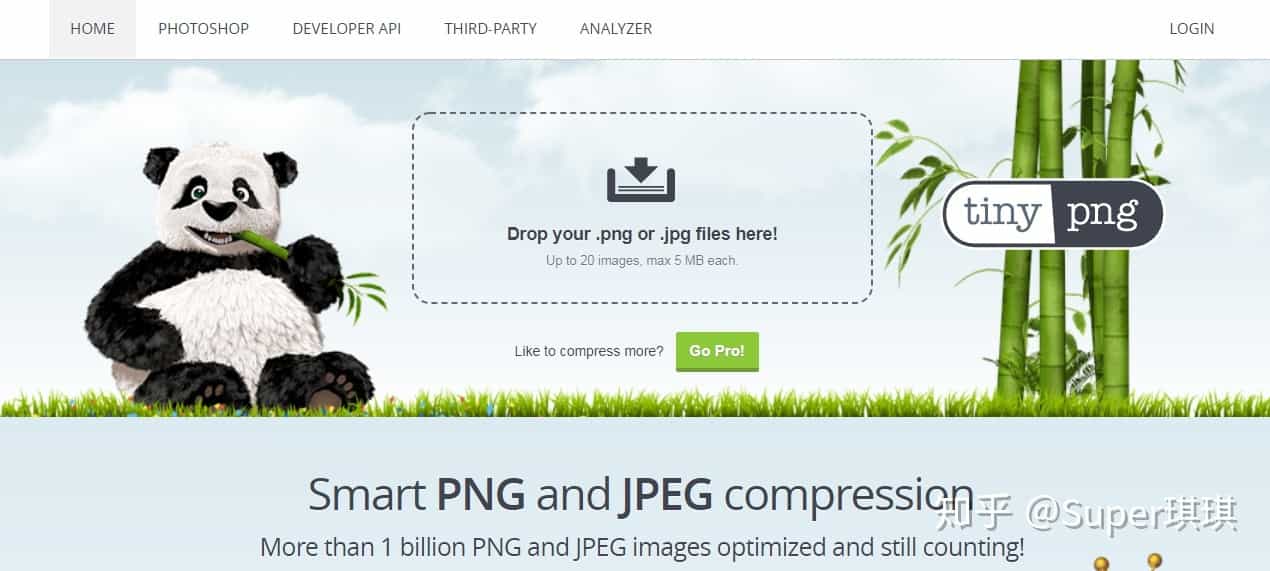 HOME PHOTOSHOP DEVELOPER API THIRD-PARTY ANALYZER LOGIN
Drop your .png or .jpg files here!
Up to 20 images, max 5 MB each.
tiny png
Like to compress more? Go Pro!
Smart PNG and JPEG compression
知乎 @Super琪琪
More than 1 billion PNG and JPEG images optimized and still counting!